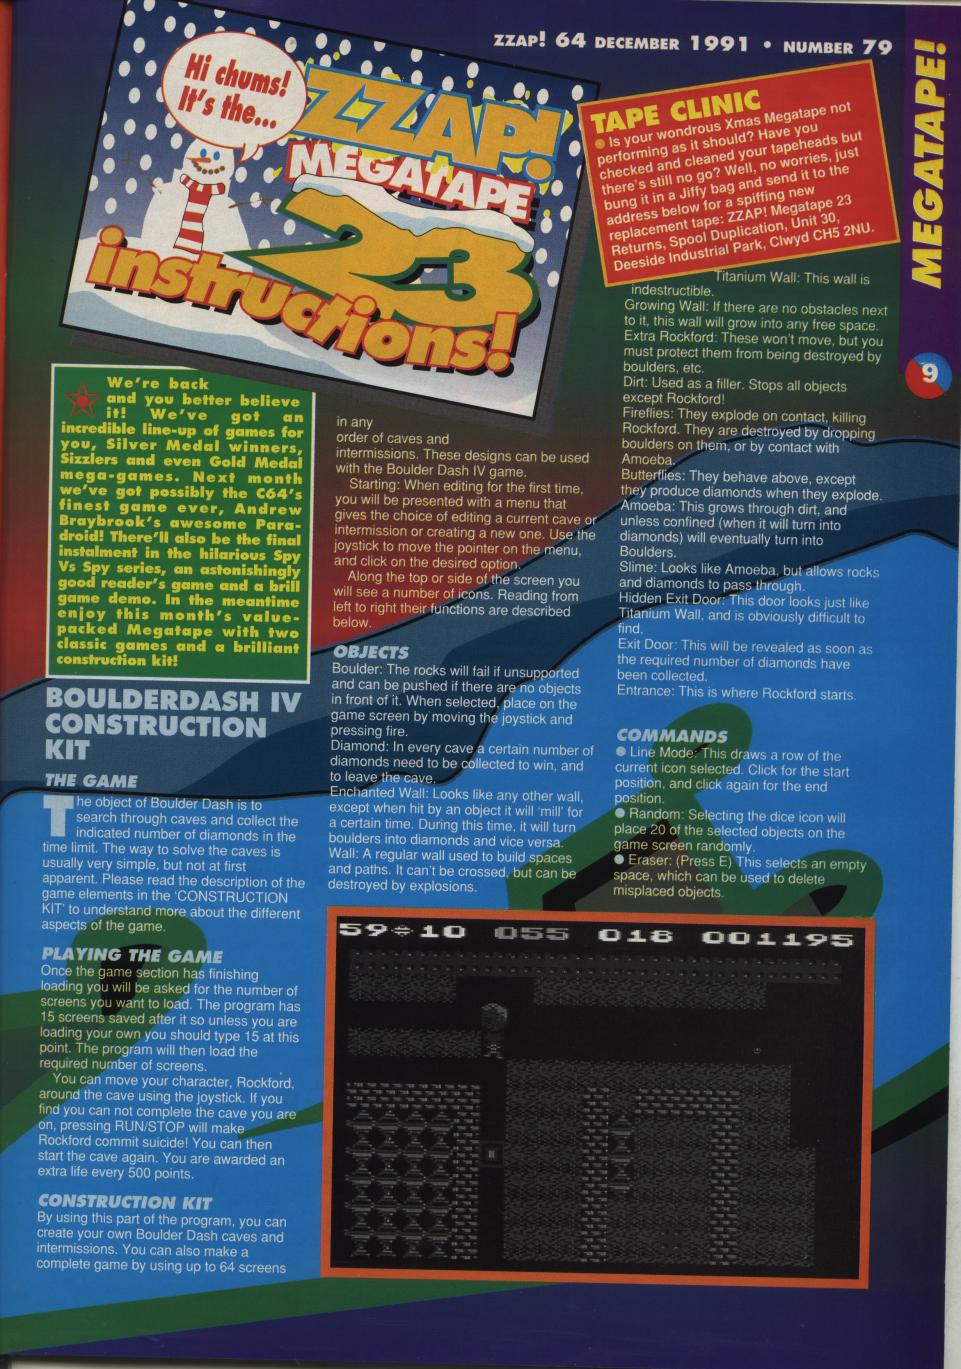 ZZAP! 64 DECEMBER 1991 • NUMBER 79
MEGATAPE!
9
Hi chums!
It's the...
ZZAP!
MEGATAPE
23
instructions!
TAPE CLINIC
● Is your wondrous Xmas Megatape not
performing as it should? Have you
checked and cleaned your tapeheads but
there's still no go? Well, no worries, just
bung it in a Jiffy bag and send it to the
address below for a spiffing new
replacement tape: ZZAP! Megatape 23
Returns, Spool Duplication, Unit 30,
Deeside Industrial Park, Clwyd CH5 2NU.
We're back
and you better believe
it! We've got an
incredible line-up of games for
you, Silver Medal winners,
Sizzlers and even Gold Medal
mega-games. Next month
we've got possibly the C64's
finest game ever, Andrew
Braybrook's awesome Para-
droid! There'll also be the final
instalment in the hilarious Spy
Vs Spy series, an astonishingly
good reader's game and a brill
game demo. In the meantime
enjoy this month's value-
packed Megatape with two
classic games and a brilliant
construction kit!
BOULDERDASH IV
CONSTRUCTION
KIT
THE GAME
The object of Boulder Dash is to
search through caves and collect the
indicated number of diamonds in the
time limit. The way to solve the caves is
usually very simple, but not at first
apparent. Please read the description of the
game elements in the 'CONSTRUCTION
KIT' to understand more about the different
aspects of the game.
PLAYING THE GAME
Once the game section has finishing
loading you will be asked for the number of
screens you want to load. The program has
15 screens saved after it so unless you are
loading your own you should type 15 at this
point. The program will then load the
required number of screens.
You can move your character, Rockford,
around the cave using the joystick. If you
find you can not complete the cave you are
on, pressing RUN/STOP will make
Rockford commit suicide! You can then
start the cave again. You are awarded an
extra life every 500 points.
CONSTRUCTION KIT
By using this part of the program, you can
create your own Boulder Dash caves and
intermissions. You can also make a
complete game by using up to 64 screens
in any
order of caves and
intermissions. These designs can be used
with the Boulder Dash IV game.
Starting: When editing for the first time,
you will be presented with a menu that
gives the choice of editing a current cave or
intermission or creating a new one. Use the
joystick to move the pointer on the menu,
and click on the desired option.
Along the top or side of the screen you
will see a number of icons. Reading from
left to right their functions are described
below.
OBJECTS
Boulder: The rocks will fail if unsupported
and can be pushed if there are no objects
in front of it. When selected, place on the
game screen by moving the joystick and
pressing fire.
Diamond: In every cave a certain number of
diamonds need to be collected to win, and
to leave the cave.
Enchanted Wall: Looks like any other wall,
except when hit by an object it will 'mill' for
a certain time. During this time, it will turn
boulders into diamonds and vice versa.
Wall: A regular wall used to build spaces
and paths. It can't be crossed, but can be
destroyed by explosions.
Titanium Wall: This wall is
indestructible.
Growing Wall: If there are no obstacles next
to it, this wall will grow into any free space.
Extra Rockford: These won't move, but you
must protect them from being destroyed by
boulders, etc.
Dirt: Used as a filler. Stops all objects
except Rockford!
Fireflies: They explode on contact, killing
Rockford. They are destroyed by dropping
boulders on them, or by contact with
Amoeba.
Butterflies: They behave above, except
they produce diamonds when they explode.
Amoeba: This grows through dirt, and
unless confined (when it will turn into
diamonds) will eventually turn into
Boulders.
Slime: Looks like Amoeba, but allows rocks
and diamonds to pass through.
Hidden Exit Door: This door looks just like
Titanium Wall, and is obviously difficult to
find.
Exit Door: This will be revealed as soon as
the required number of diamonds have
been collected.
Entrance: This is where Rockford starts.
COMMANDS
● Line Mode: This draws a row of the
current icon selected. Click for the start
position, and click again for the end
position.
● Random: Selecting the dice icon will
place 20 of the selected objects on the
game screen randomly.
● Eraser: (Press E) This selects an empty
space, which can be used to delete
misplaced objects.
59÷10 055 018 001195